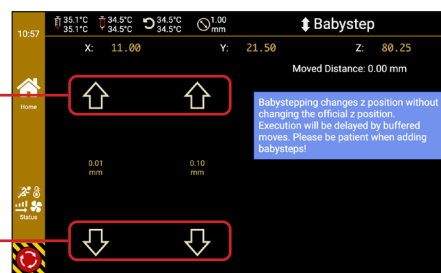 10:57
35.1°C 34.5°C 34.5°C 1.00
35.1°C 34.5°C 34.5°C mm
Babystep
X: 11.00 Y: 21.50 Z: 80.25
Moved Distance: 0.00 mm
Home
Babystepping changes z position without
changing the official z position.
Execution will be delayed by buffered
moves. Please be patient when adding
babysteps!
0.01 0.10
mm mm
Status